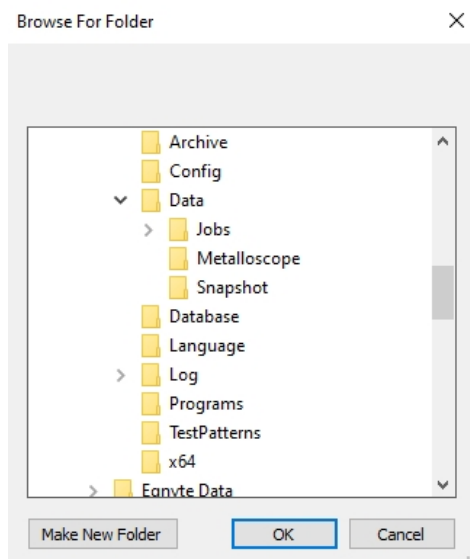 Browse For Folder
Archive
Config
Data
Jobs
Metalloscope
Snapshot
Database
Language
Log
Programs
TestPatterns
x64
Egnyte Data
Make New Folder OK Cancel